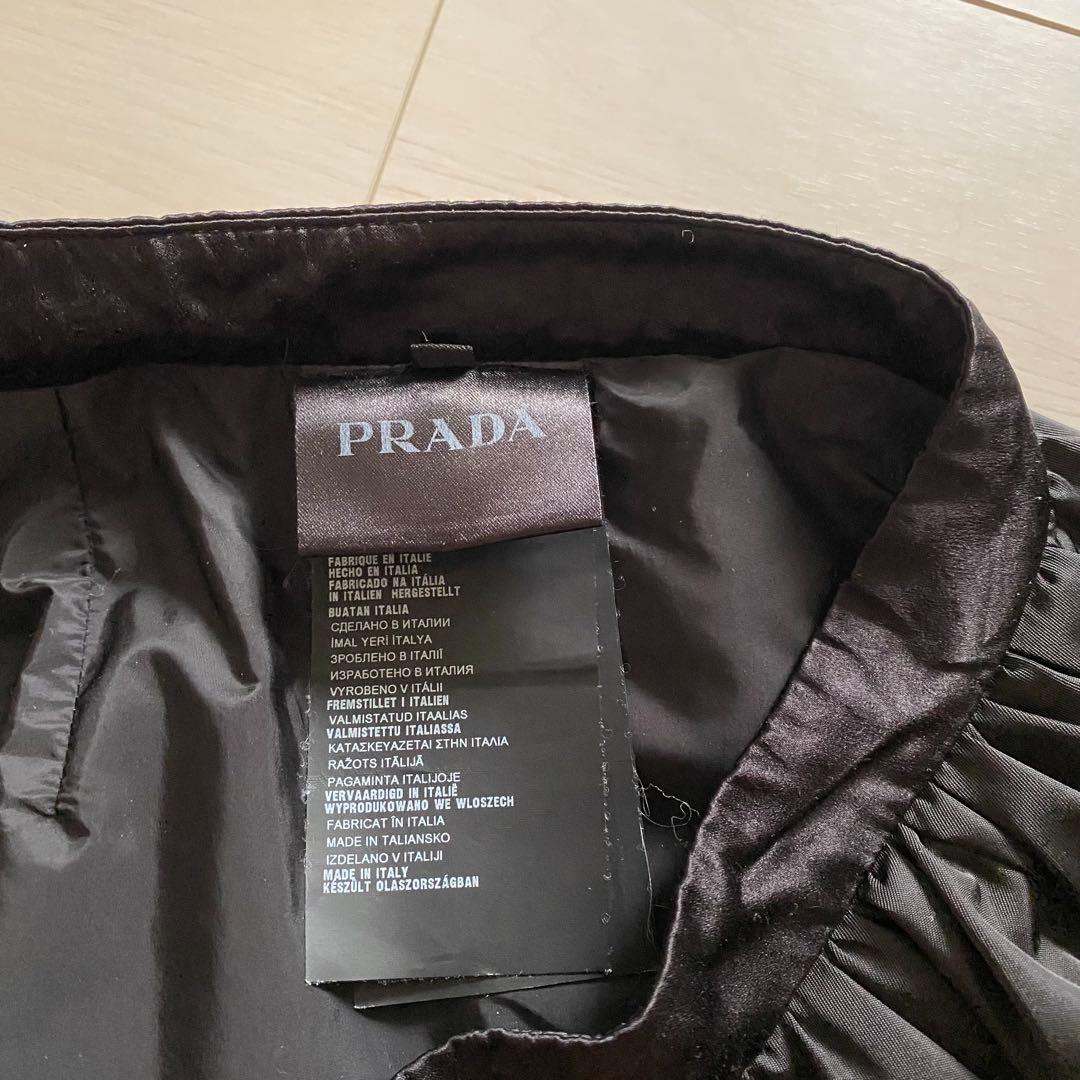 PRADA
FABRIQUE EN ITALIE
HECHO EN ITALIA
FABRICADO NA ITÁLIA
IN ITALIEN HERGESTELLT
BUATAN ITALIA
СДЕЛАНО В ИТАЛИИ
İMAL YERİ İTALYA
ЗРОБЛЕНО В ІТАЛІЇ
ИЗРАБОТЕНО В ИТАЛИЯ
VYROBENO V ITÁLII
FREMSTILLET I ITALIEN
VALMISTATUD ITAALIAS
VALMISTETTU ITALIASSA
ΚΑΤΑΣΚΕΥΑΖΕΤΑΙ ΣΤΗΝ ΙΤΑΛΙΑ
RAŽOTS ITĀLIJĀ
PAGAMINTA ITALIJOJE
VERVAARDIGD IN ITALIË
WYPRODUKOWANO WE WLOSZECH
FABRICAT ÎN ITALIA
MADE IN TALIANSKO
IZDELANO V ITALIJI
MADE IN ITALY
KÉSZÜLT OLASZORSZÁGBAN